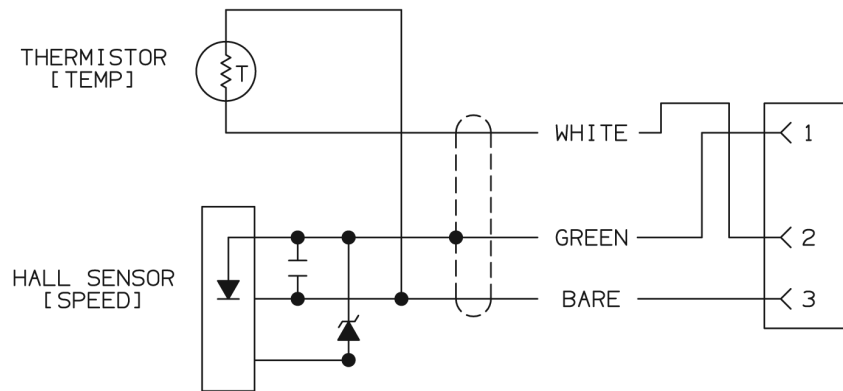 THERMISTOR
[TEMP]
T
WHITE
1
GREEN
2
HALL SENSOR
[SPEED]
BARE
3